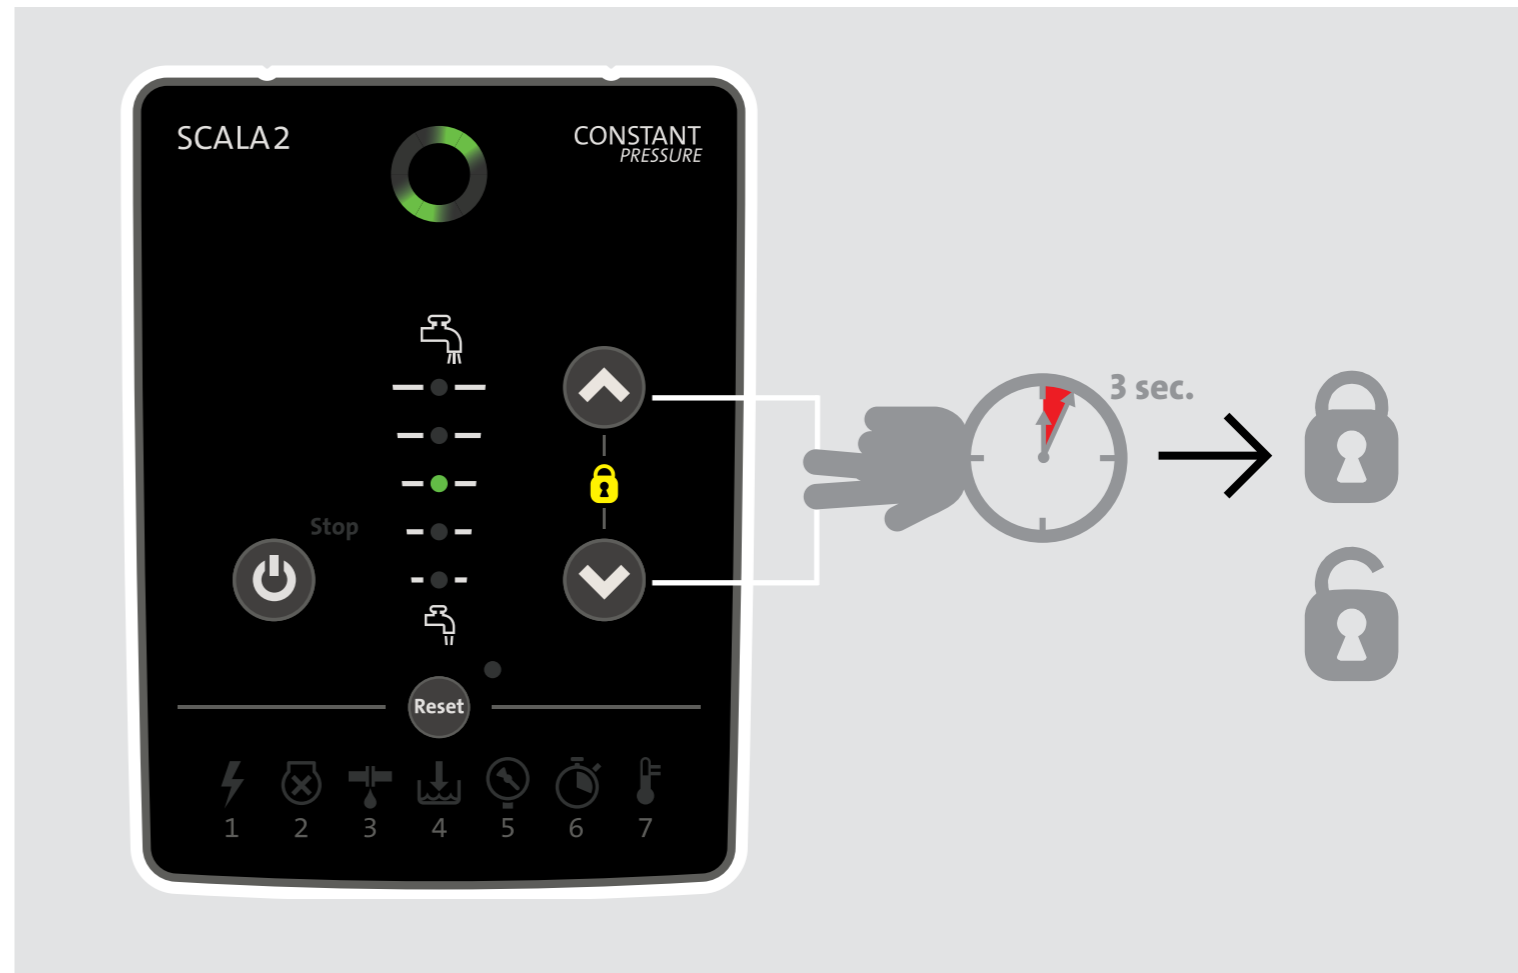 SCALA2
CONSTANT
PRESSURE
3 sec.
Stop
Reset
1 2 3 4 5 6 7